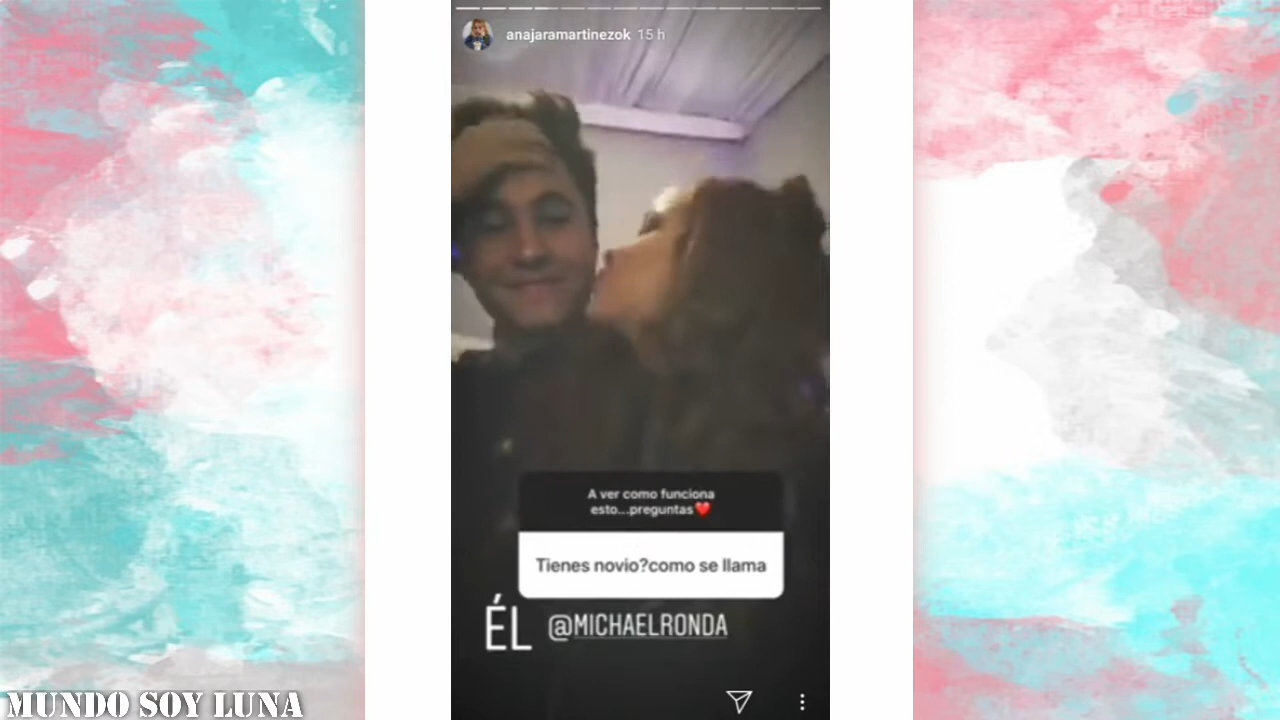 anajaramartinezok 15 h
A ver como funciona
esto...preguntas❤️
Tienes novio?como se llama
ÉL @MICHAELRONDA
MUNDO SOY LUNA